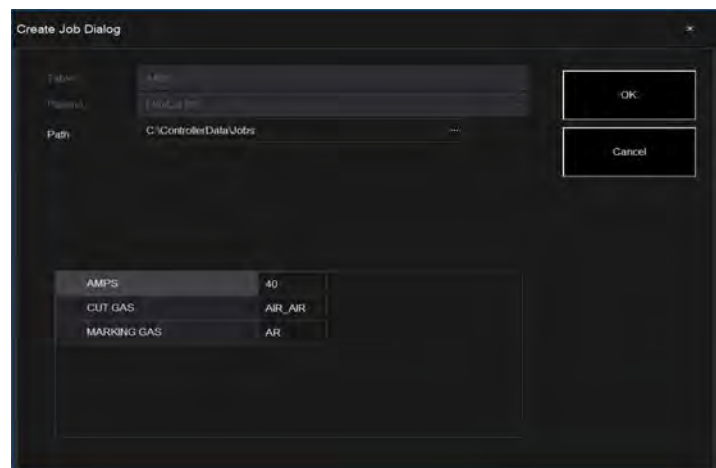 Create Job Dialog
OK
Path C:\ControllerData\Jobs ...
Cancel
AMPS 40
CUT GAS AIR_AIR
MARKING GAS AR